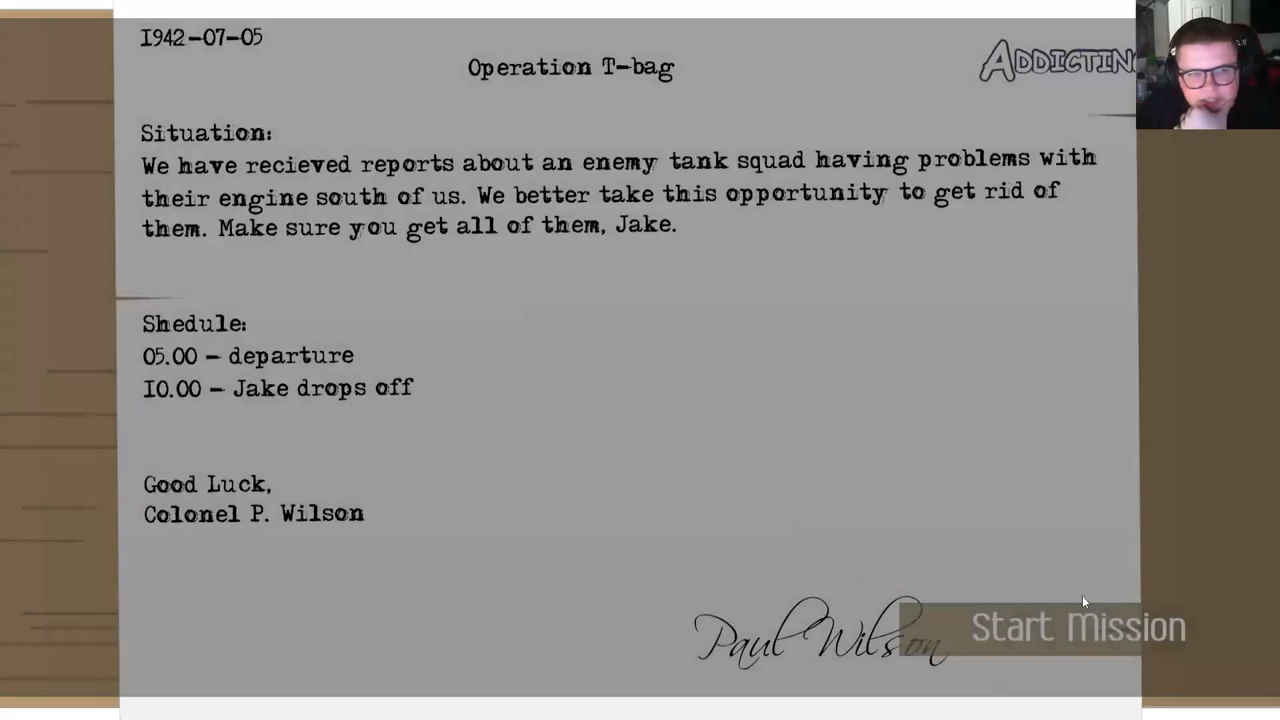 I942-07-05
Operation T-bag
ADDICTIN
Situation:
We have recieved reports about an enemy tank squad having problems with
their engine south of us. We better take this opportunity to get rid of
them. Make sure you get all of them, Jake.
Shedule:
05.00 - departure
I0.00 - Jake drops off
Good Luck,
Colonel P. Wilson
Paul Wilson
Start Mission